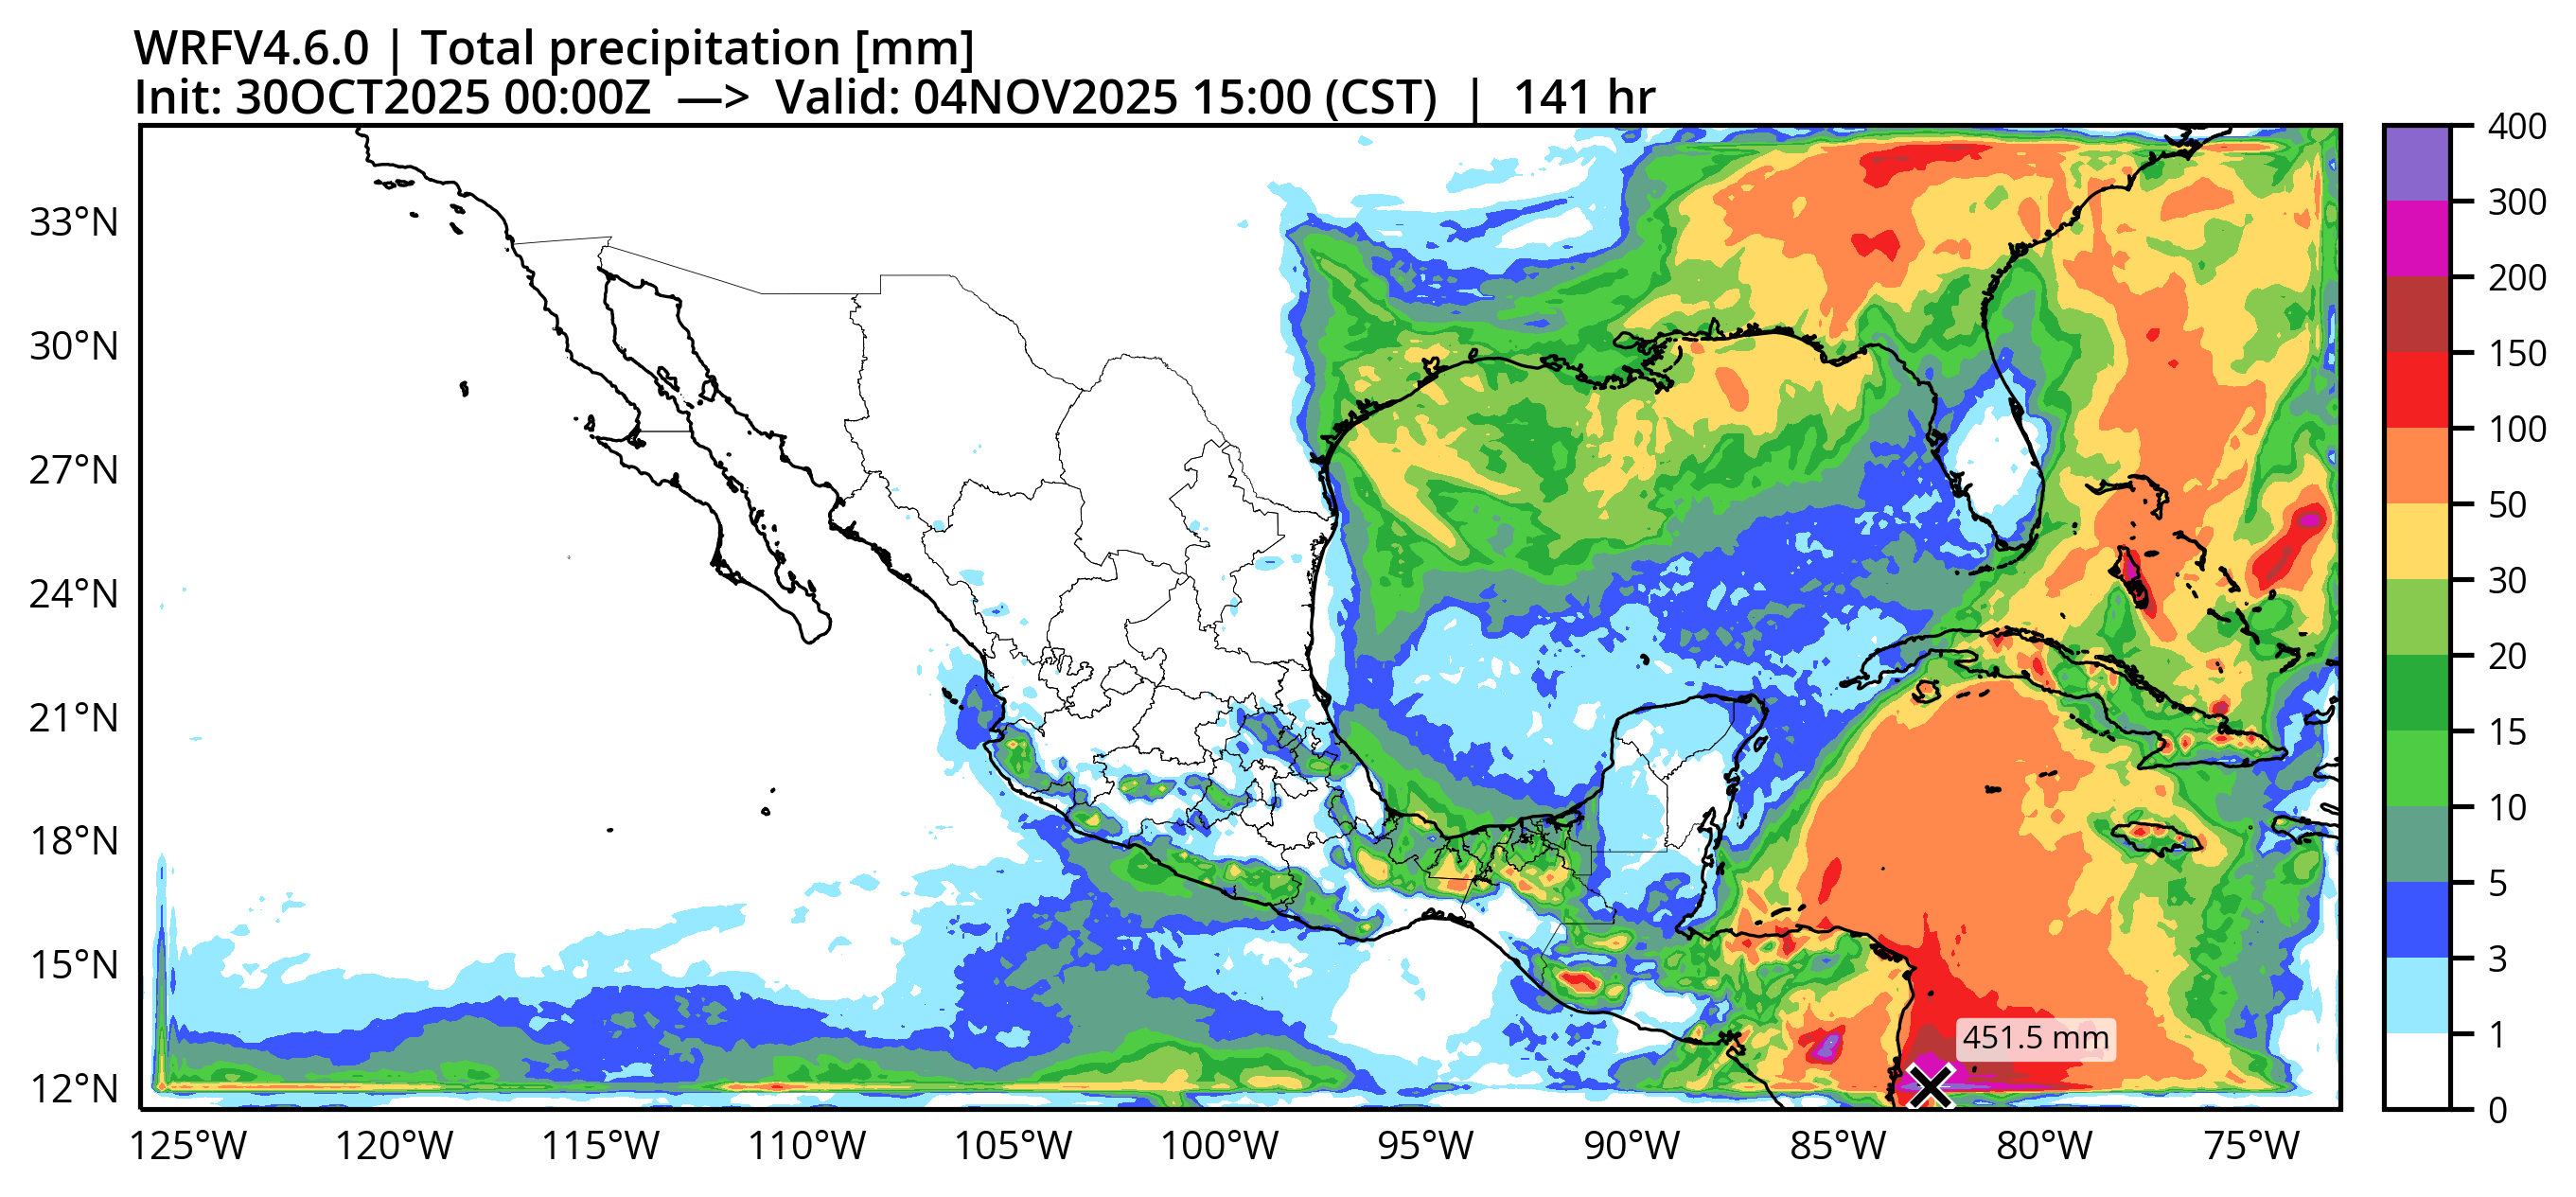 WRFV4.6.0 | Total precipitation [mm]
Init: 30OCT2025 00:00Z —> Valid: 04NOV2025 15:00 (CST) | 141 hr
33°N
30°N
27°N
24°N
21°N
18°N
15°N
12°N
451.5 mm
125°W 120°W 115°W 110°W 105°W 100°W 95°W 90°W 85°W 80°W 75°W
400
300
200
150
100
50
30
20
15
10
5
3
1
0